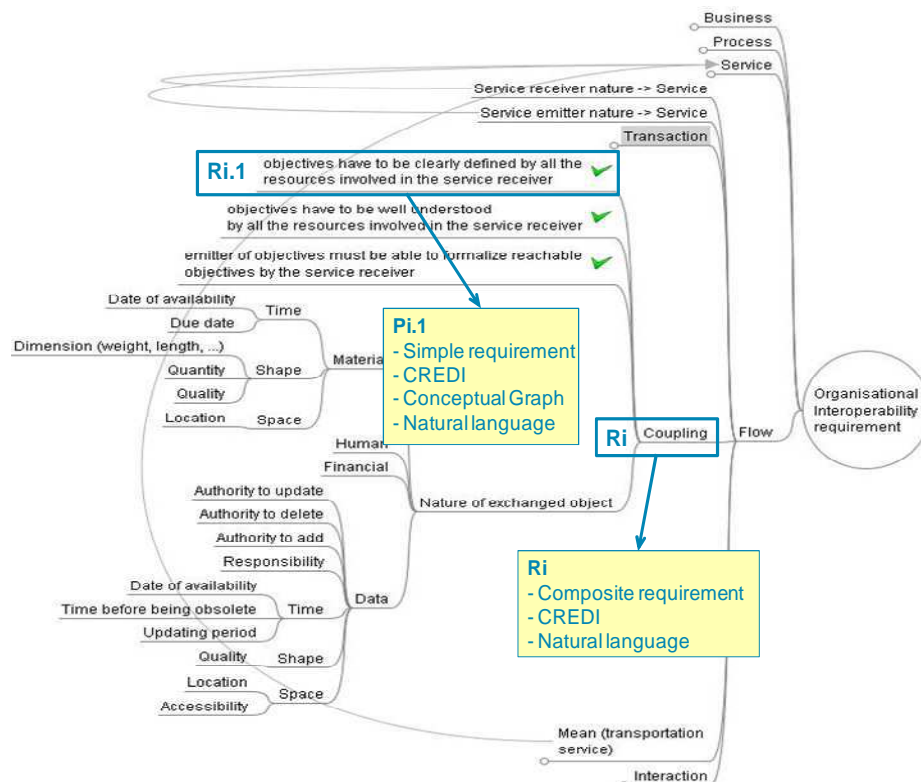 Business
Process
Service
Service receiver nature -> Service
Service emitter nature -> Service
Transaction
Ri.1
objectives have to be clearly defined by all the
resources involved in the service receiver
objectives have to be well understood
by all the resources involved in the service receiver
emitter of objectives must be able to formalize reachable
objectives by the service receiver
Date of availability
Time
Due date
Dimension (weight, length, ...)
Quantity
Shape
Quality
Location
Space
Material
Pi.1
- Simple requirement
- CREDI
- Conceptual Graph
- Natural language
Human
Financial
Nature of exchanged object
Ri
Coupling
Flow
Organisational
Interoperability
requirement
Authority to update
Authority to delete
Authority to add
Responsibility
Data
Date of availability
Time before being obsolete
Time
Updating period
Quality
Shape
Location
Space
Accessibility
Ri
- Composite requirement
- CREDI
- Natural language
Mean (transportation
service)
Interaction